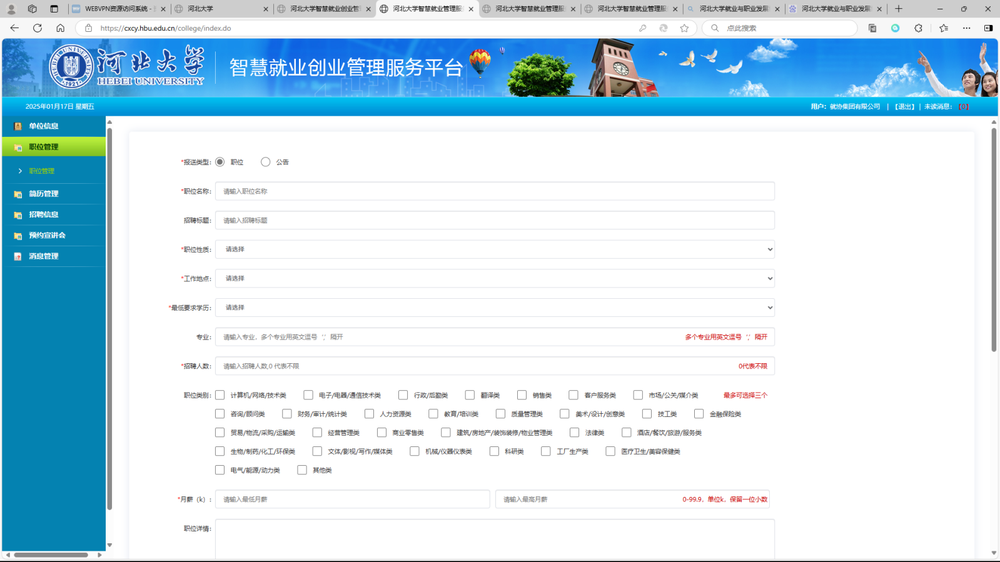 WEBVPN资源访问系统 -
河北大学
河北大学智慧就业创业管
河北大学智慧就业管理服
河北大学智慧就业管理服
河北大学智慧就业管理服
河北大学就业与职业发展
河北大学就业与职业发展
https://cxcy.hbu.edu.cn/college/index.do
点此搜索
HEBEI UNIVERSITY
1921
河北大学
HEBEI UNIVERSITY
智慧就业创业管理服务平台
2025年01月17日 星期五
用户：就协集团有限公司 | 【退出】 | 未读消息：【0】
单位信息
职位管理
职位管理
简历管理
招聘信息
预约宣讲会
消息管理
*报送类型: 职位 公告
*职位名称: 请输入职位名称
招聘标题: 请输入招聘标题
*职位性质: 请选择
*工作地点: 请选择
*最低要求学历: 请选择
专业: 请输入专业，多个专业用英文逗号 ‘,’ 隔开 多个专业用英文逗号 ‘,’ 隔开
*招聘人数: 请输入招聘人数,0 代表不限 0代表不限
职位类别: 计算机/网络/技术类 电子/电器/通信技术类 行政/后勤类 翻译类 销售类 客户服务类 市场/公关/媒介类 最多可选择三个
咨询/顾问类 财务/审计/统计类 人力资源类 教育/培训类 质量管理类 美术/设计/创意类 技工类 金融保险类
贸易/物流/采购/运输类 经营管理类 商业零售类 建筑/房地产/装饰装修/物业管理类 法律类 酒店/餐饮/旅游/服务类
生物/制药/化工/环保类 文体/影视/写作/媒体类 机械/仪器仪表类 科研类 工厂生产类 医疗卫生/美容保健类
电气/能源/动力类 其他类
*月薪（k）: 请输入最低月薪 请输入最高月薪 0-99.9，单位k，保留一位小数
职位详情: